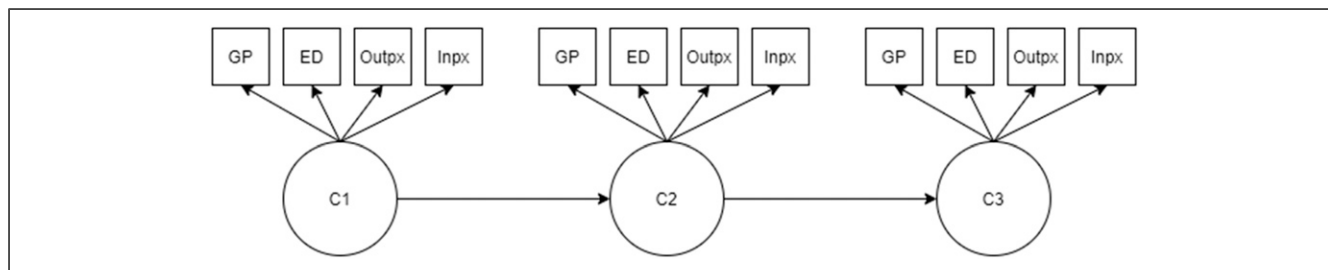 GP ED Outpx Inpx GP ED Outpx Inpx GP ED Outpx Inpx
C1 C2 C3